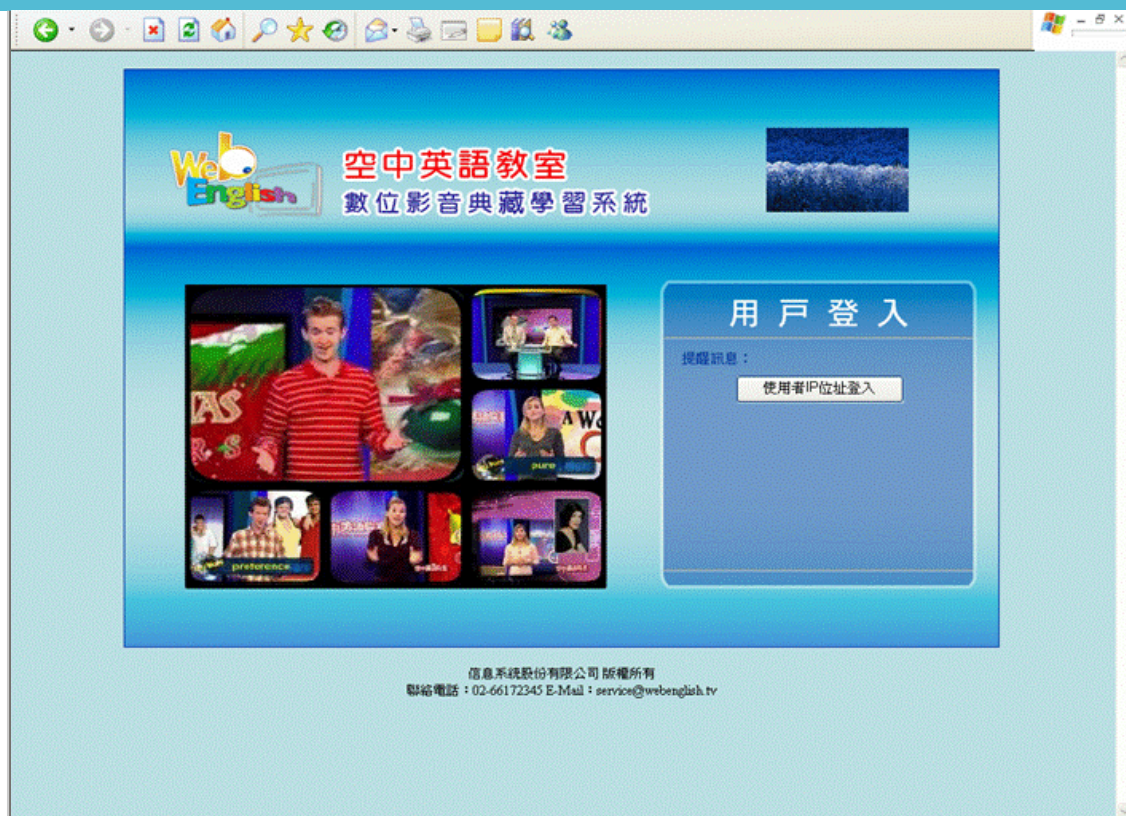 Web
English
空中英語教室
數位影音典藏學習系統
用戶登入
提醒訊息：
使用者IP位址登入
AS
A We
pure
preference
信息系統股份有限公司 版權所有
聯絡電話：02-66172345 E-Mail：service@webenglish.tv